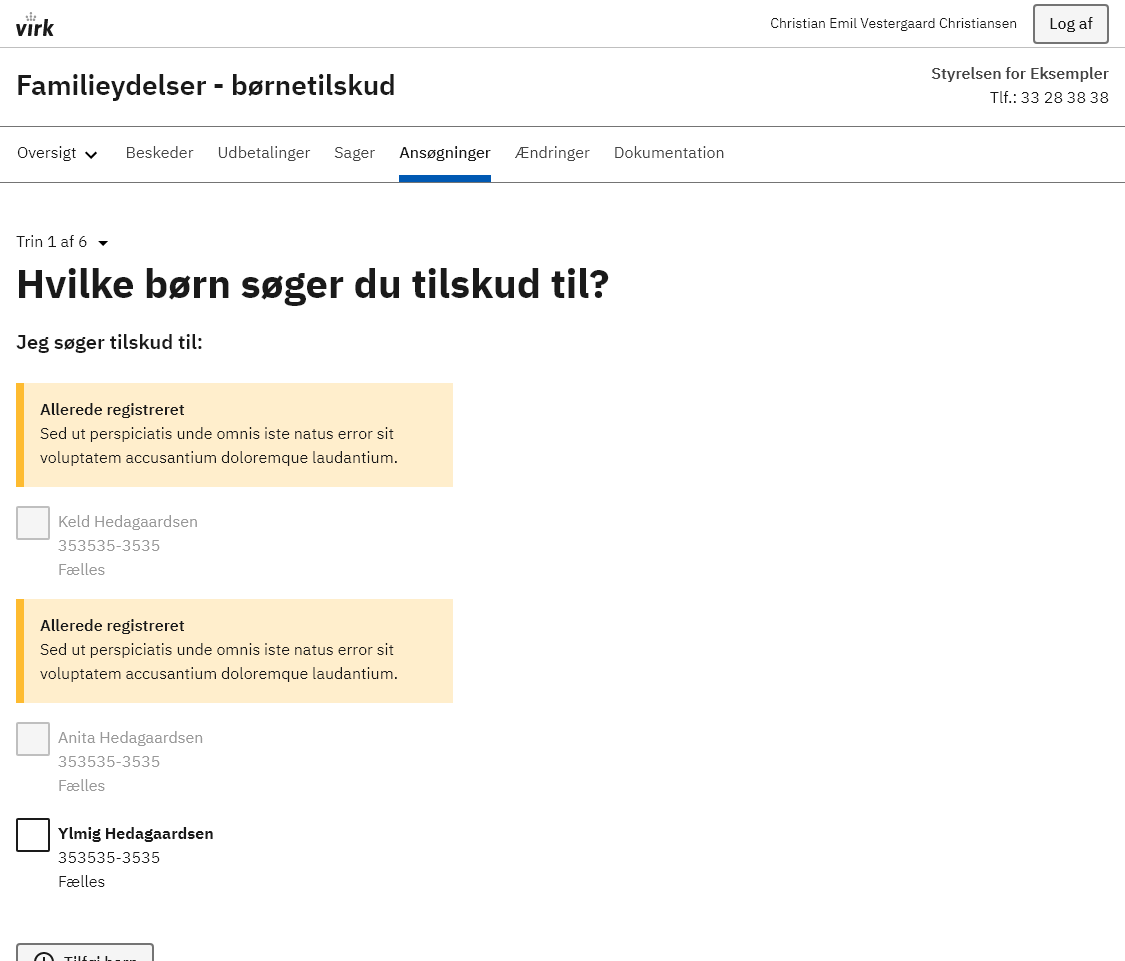 virk
Christian Emil Vestergaard Christiansen
Log af
Familieydelser - børnetilskud
Styrelsen for Eksempler
Tlf.: 33 28 38 38
Oversigt
Beskeder
Udbetalinger
Sager
Ansøgninger
Ændringer
Dokumentation
Trin 1 af 6
Hvilke børn søger du tilskud til?
Jeg søger tilskud til:
Allerede registreret
Sed ut perspiciatis unde omnis iste natus error sit
voluptatem accusantium doloremque laudantium.
Keld Hedagaardsen
353535-3535
Fælles
Allerede registreret
Sed ut perspiciatis unde omnis iste natus error sit
voluptatem accusantium doloremque laudantium.
Anita Hedagaardsen
353535-3535
Fælles
Ylmig Hedagaardsen
353535-3535
Fælles
Tilføj barn